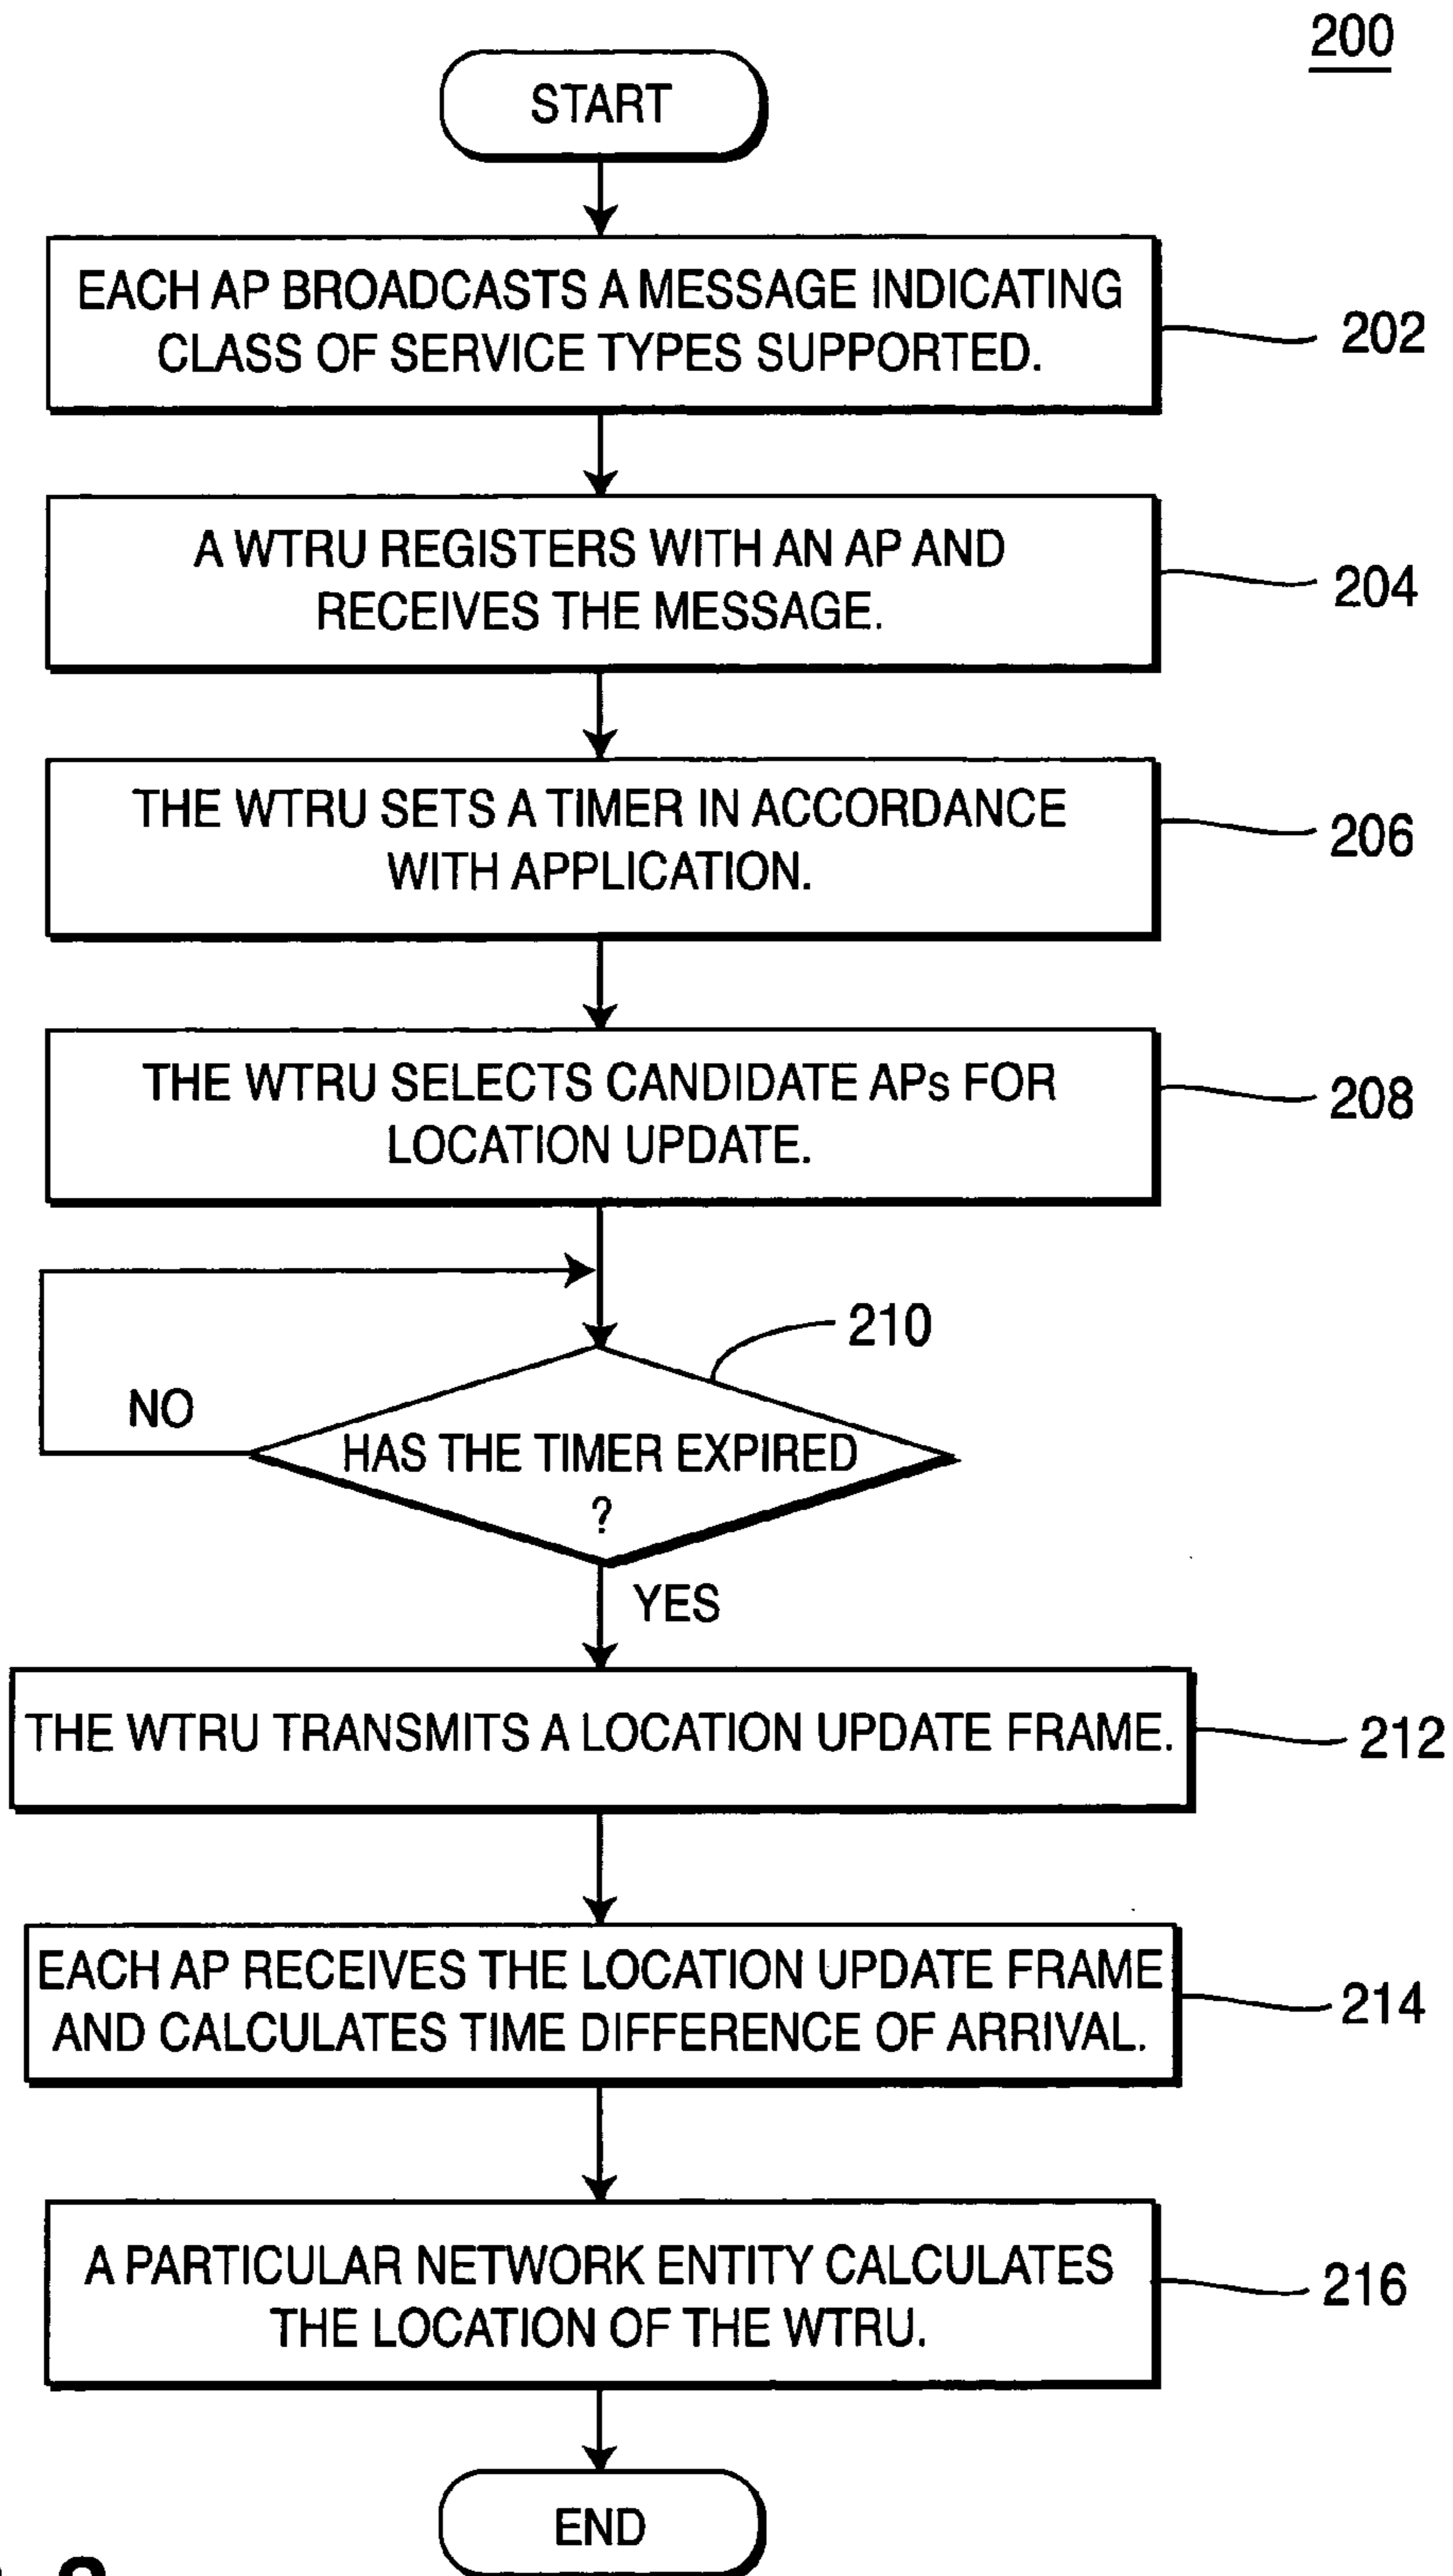 200
START
EACH AP BROADCASTS A MESSAGE INDICATING
CLASS OF SERVICE TYPES SUPPORTED.
202
A WTRU REGISTERS WITH AN AP AND
RECEIVES THE MESSAGE.
204
THE WTRU SETS A TIMER IN ACCORDANCE
WITH APPLICATION.
206
THE WTRU SELECTS CANDIDATE APs FOR
LOCATION UPDATE.
208
210
NO
HAS THE TIMER EXPIRED
?
YES
THE WTRU TRANSMITS A LOCATION UPDATE FRAME.
212
EACH AP RECEIVES THE LOCATION UPDATE FRAME
AND CALCULATES TIME DIFFERENCE OF ARRIVAL.
214
A PARTICULAR NETWORK ENTITY CALCULATES
THE LOCATION OF THE WTRU.
216
END